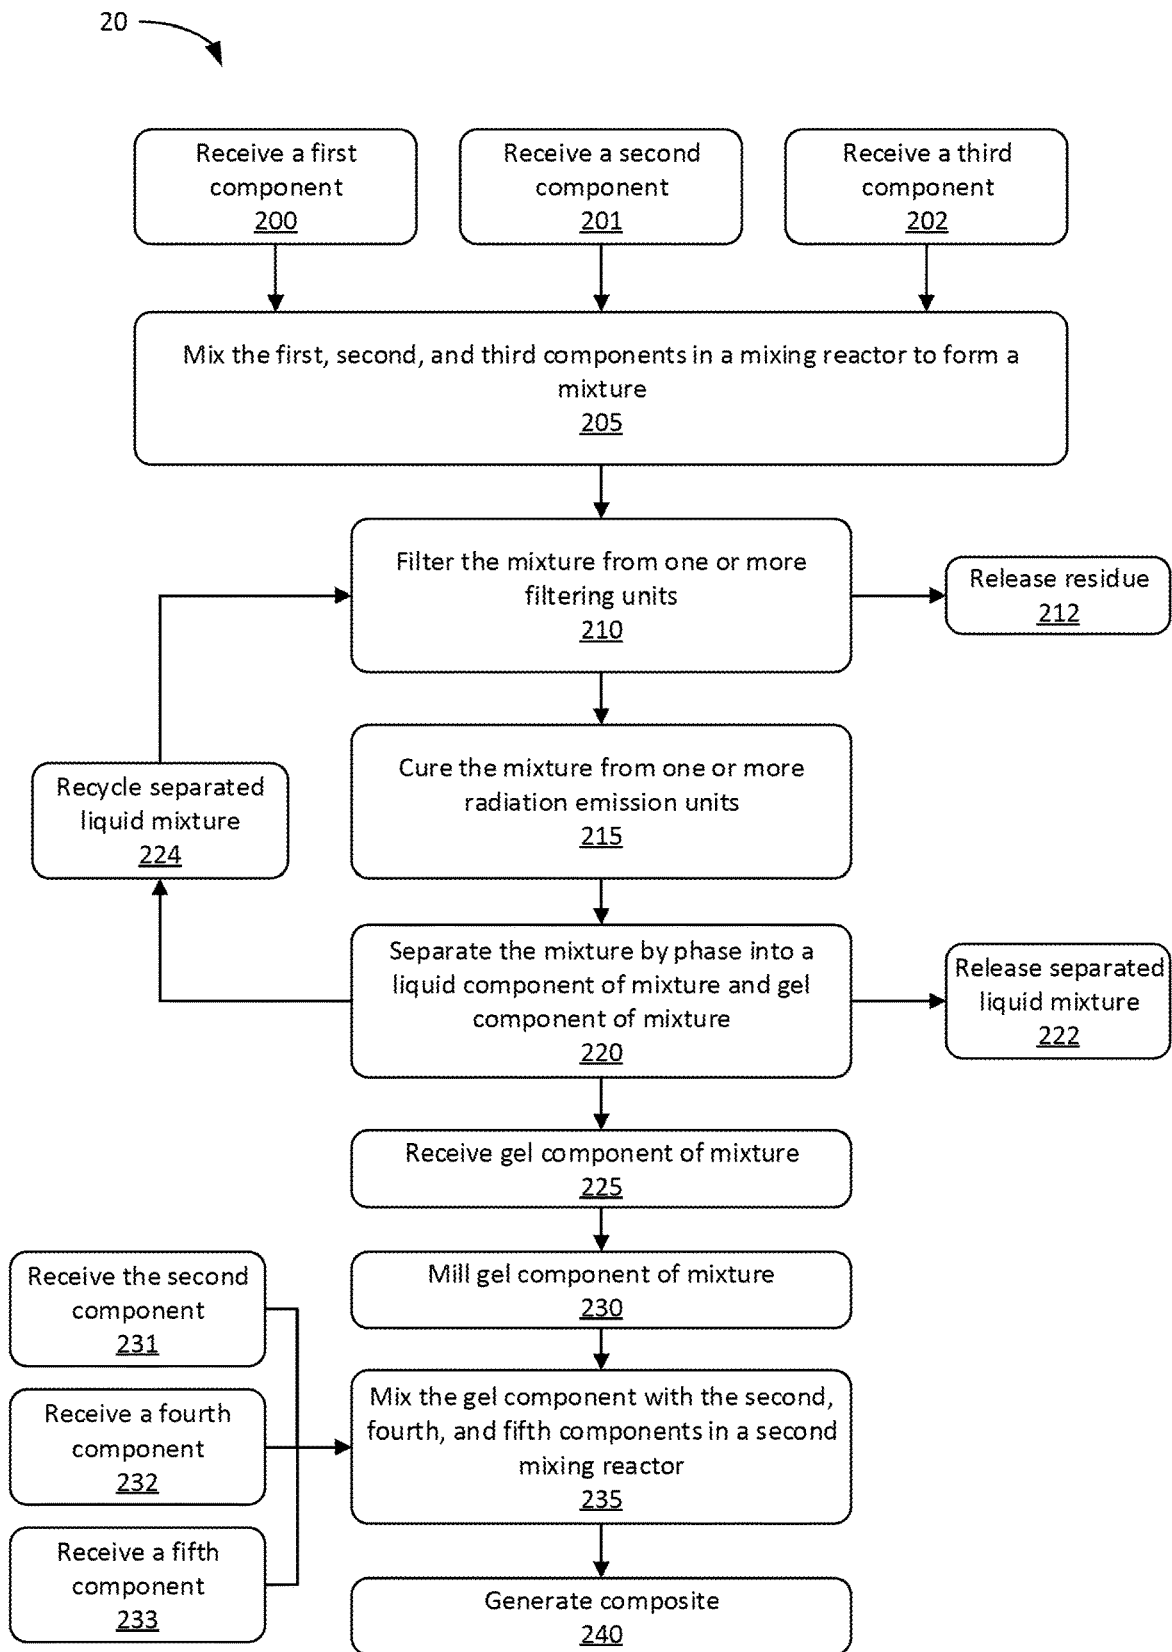 20
Receive a first
component
200
Receive a second
component
201
Receive a third
component
202
Mix the first, second, and third components in a mixing reactor to form a
mixture
205
Filter the mixture from one or more
filtering units
210
Release residue
212
Cure the mixture from one or more
radiation emission units
215
Recycle separated
liquid mixture
224
Separate the mixture by phase into a
liquid component of mixture and gel
component of mixture
220
Release separated
liquid mixture
222
Receive gel component of mixture
225
Mill gel component of mixture
230
Receive the second
component
231
Receive a fourth
component
232
Receive a fifth
component
233
Mix the gel component with the second,
fourth, and fifth components in a second
mixing reactor
235
Generate composite
240